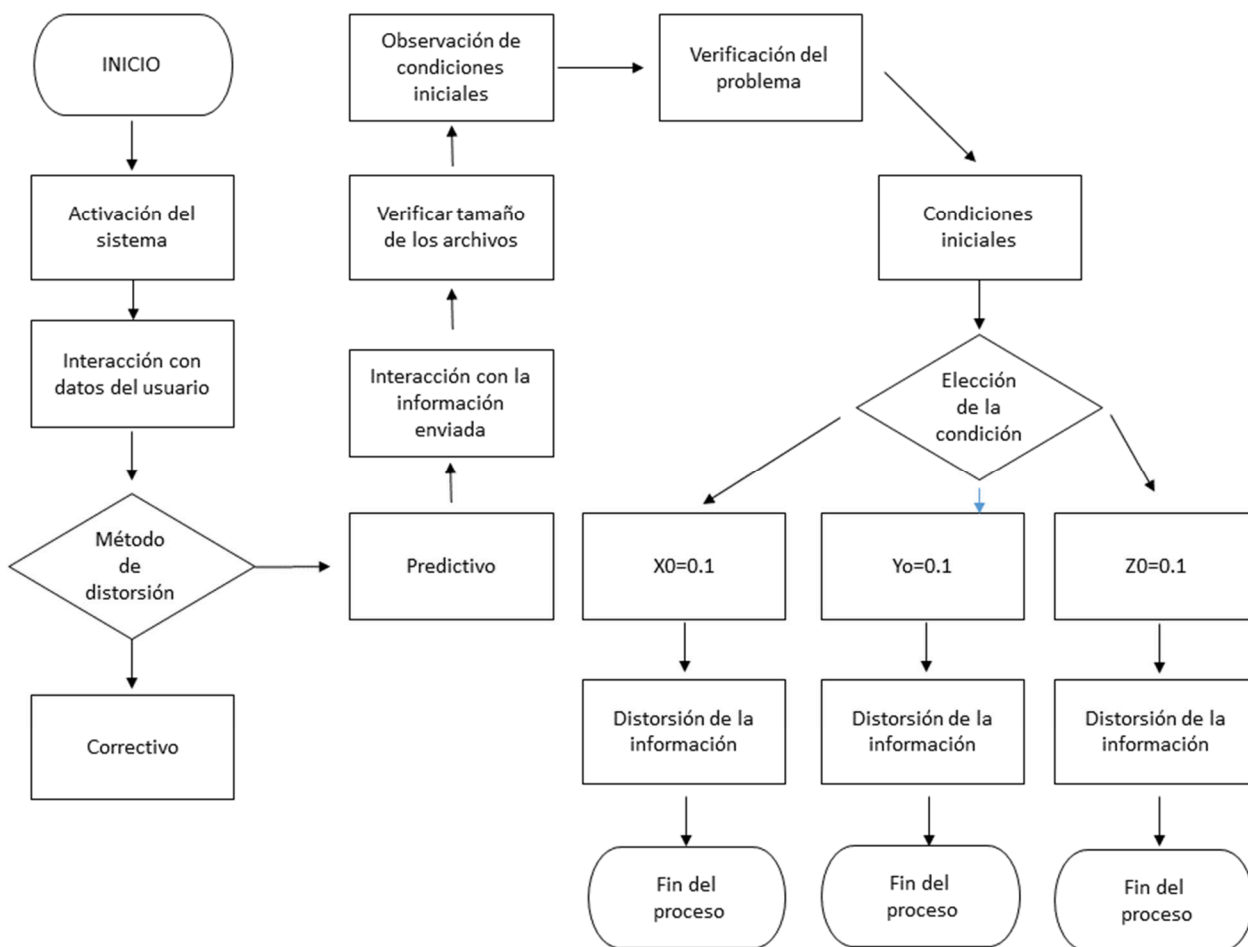 INICIO
Activación del
sistema
Interacción con
datos del usuario
Método
de
distorsión
Correctivo
Predictivo
Interacción con la
información
enviada
Verificar tamaño
de los archivos
Observación de
condiciones
iniciales
Verificación del
problema
Condiciones
iniciales
Elección
de la
condición
X0=0.1
Yo=0.1
Z0=0.1
Distorsión de la
información
Distorsión de la
información
Distorsión de la
información
Fin del
proceso
Fin del
proceso
Fin del
proceso